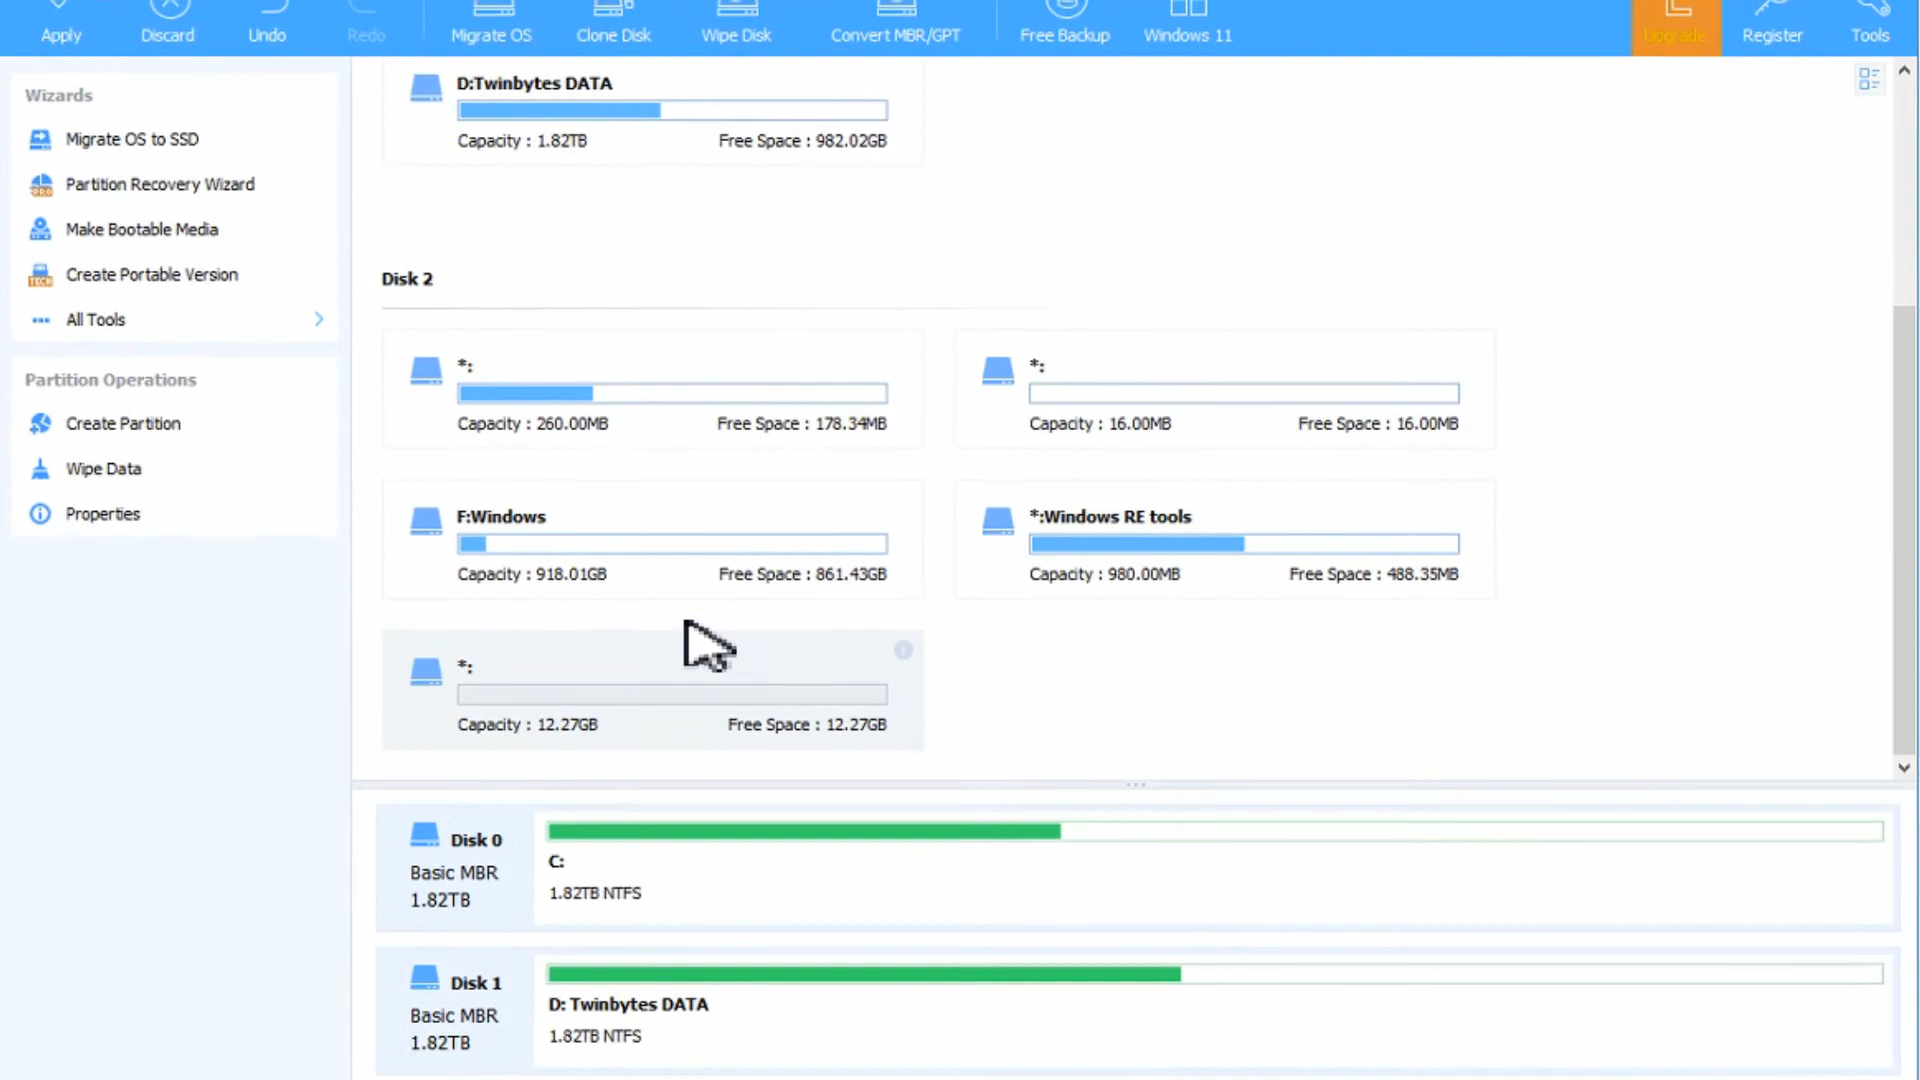 Apply
Discard
Undo
Redo
Migrate OS
Clone Disk
Wipe Disk
Convert MBR/GPT
Free Backup
Windows 11
Upgrade
Register
Tools
Wizards
Migrate OS to SSD
Partition Recovery Wizard
Make Bootable Media
TECH
Create Portable Version
All Tools
Partition Operations
Create Partition
Wipe Data
Properties
D:Twinbytes DATA
Capacity : 1.82TB
Free Space : 982.02GB
Disk 2
*:
Capacity : 260.00MB
Free Space : 178.34MB
*:
Capacity : 16.00MB
Free Space : 16.00MB
F:Windows
Capacity : 918.01GB
Free Space : 861.43GB
*:Windows RE tools
Capacity : 980.00MB
Free Space : 488.35MB
*:
Capacity : 12.27GB
Free Space : 12.27GB
Disk 0
Basic MBR
1.82TB
C:
1.82TB NTFS
Disk 1
Basic MBR
1.82TB
D: Twinbytes DATA
1.82TB NTFS